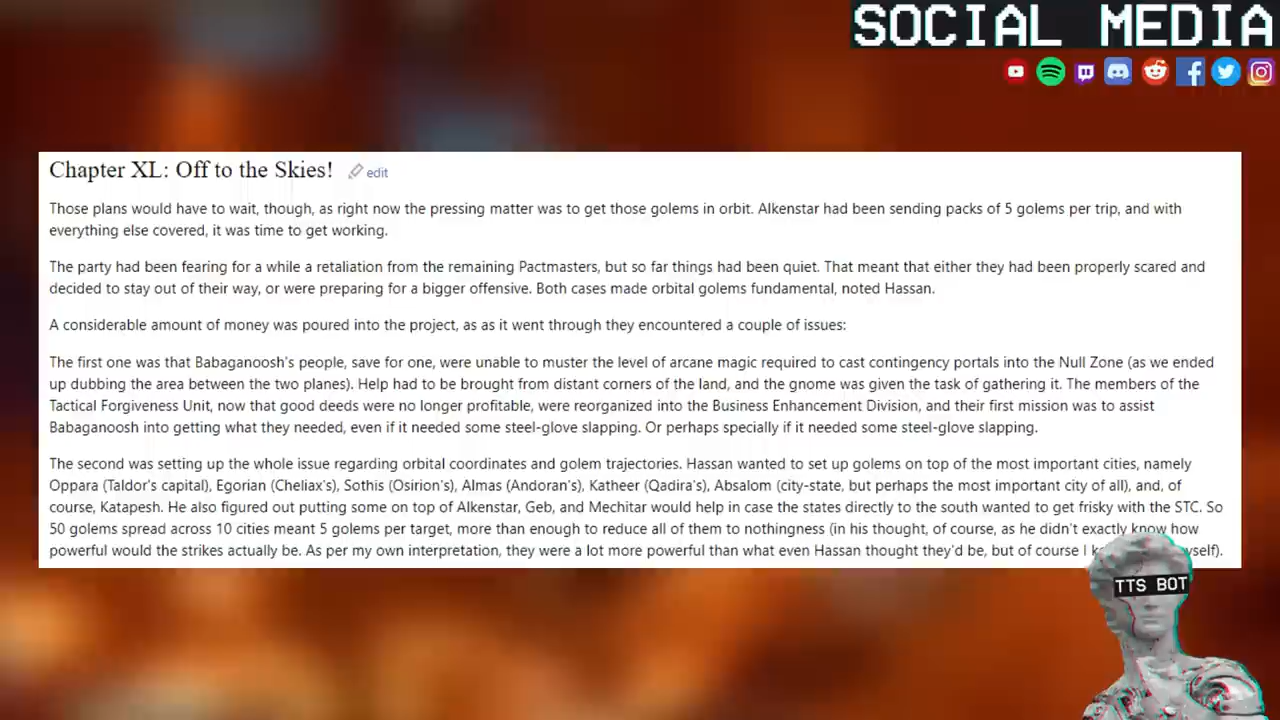 SOCIAL MEDIA
Chapter XL: Off to the Skies! edit
Those plans would have to wait, though, as right now the pressing matter was to get those golems in orbit. Alkenstar had been sending packs of 5 golems per trip, and with
everything else covered, it was time to get working.
The party had been fearing for a while a retaliation from the remaining Pactmasters, but so far things had been quiet. That meant that either they had been properly scared and
decided to stay out of their way, or were preparing for a bigger offensive. Both cases made orbital golems fundamental, noted Hassan.
A considerable amount of money was poured into the project, as as it went through they encountered a couple of issues:
The first one was that Babaganoosh's people, save for one, were unable to muster the level of arcane magic required to cast contingency portals into the Null Zone (as we ended
up dubbing the area between the two planes). Help had to be brought from distant corners of the land, and the gnome was given the task of gathering it. The members of the
Tactical Forgiveness Unit, now that good deeds were no longer profitable, were reorganized into the Business Enhancement Division, and their first mission was to assist
Babaganoosh into getting what they needed, even if it needed some steel-glove slapping. Or perhaps specially if it needed some steel-glove slapping.
The second was setting up the whole issue regarding orbital coordinates and golem trajectories. Hassan wanted to set up golems on top of the most important cities, namely
Oppara (Taldor's capital), Egorian (Cheliax's), Sothis (Osirion's), Almas (Andoran's), Katheer (Qadira's), Absalom (city-state, but perhaps the most important city of all), and, of
course, Katapesh. He also figured out putting some on top of Alkenstar, Geb, and Mechitar would help in case the states directly to the south wanted to get frisky with the STC. So
50 golems spread across 10 cities meant 5 golems per target, more than enough to reduce all of them to nothingness (in his thought, of course, as he didn't exactly know how
powerful would the strikes actually be. As per my own interpretation, they were a lot more powerful than what even Hassan thought they'd be, but of course I
TTS BOT